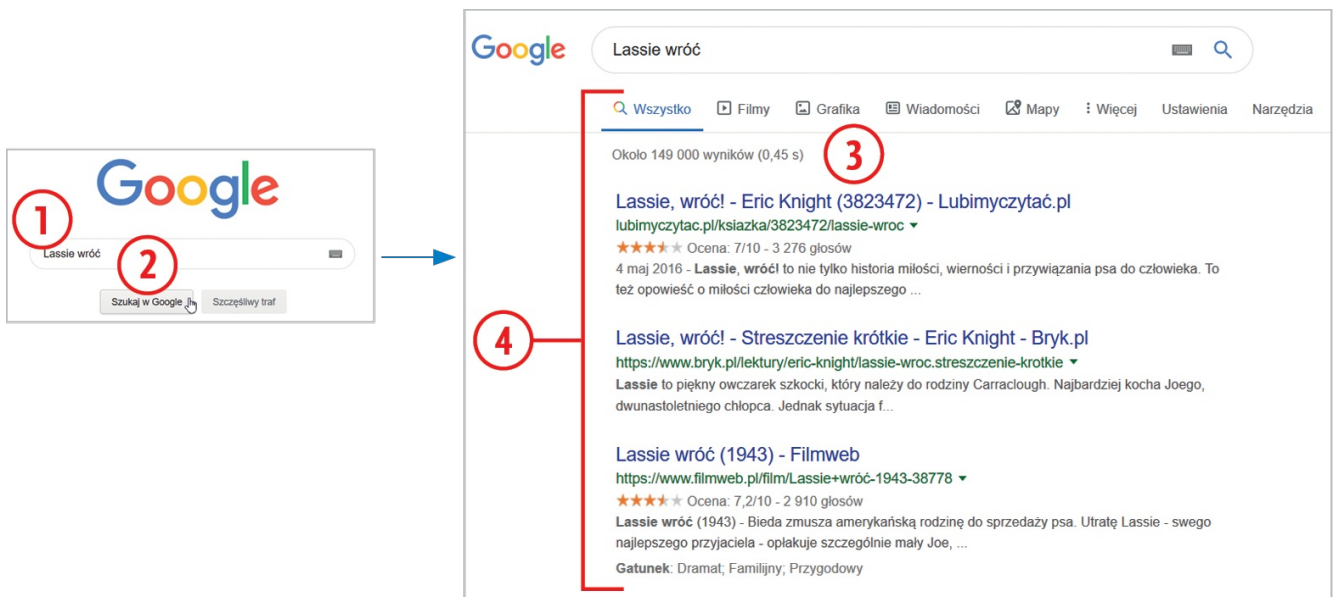 Google
1
Lassie wróć
2
Szukaj w Google
Szczęśliwy traf
Google
Lassie wróć
Wszystko Filmy Grafika Wiadomości Mapy Więcej Ustawienia Narzędzia
Około 149 000 wyników (0,45 s)
3
4
Lassie, wróć! - Eric Knight (3823472) - Lubimyczytać.pl
lubimyczytac.pl/ksiazka/3823472/lassie-wroc
Ocena: 7/10 - 3 276 głosów
4 maj 2016 - Lassie, wróć! to nie tylko historia miłości, wierności i przywiązania psa do człowieka. To
też opowieść o miłości człowieka do najlepszego ...
Lassie, wróć! - Streszczenie krótkie - Eric Knight - Bryk.pl
https://www.bryk.pl/lektury/eric-knight/lassie-wroc.streszczenie-krotkie
Lassie to piękny owczarek szkocki, który należy do rodziny Carraclough. Najbardziej kocha Joego,
dwunastoletniego chłopca. Jednak sytuacja f...
Lassie wróć (1943) - Filmweb
https://www.filmweb.pl/film/Lassie+wróć-1943-38778
Ocena: 7,2/10 - 2 910 głosów
Lassie wróć (1943) - Bieda zmusza amerykańską rodzinę do sprzedaży psa. Utratę Lassie - swego
najlepszego przyjaciela - opłakuje szczególnie mały Joe, ...
Gatunek: Dramat; Familijny; Przygodowy